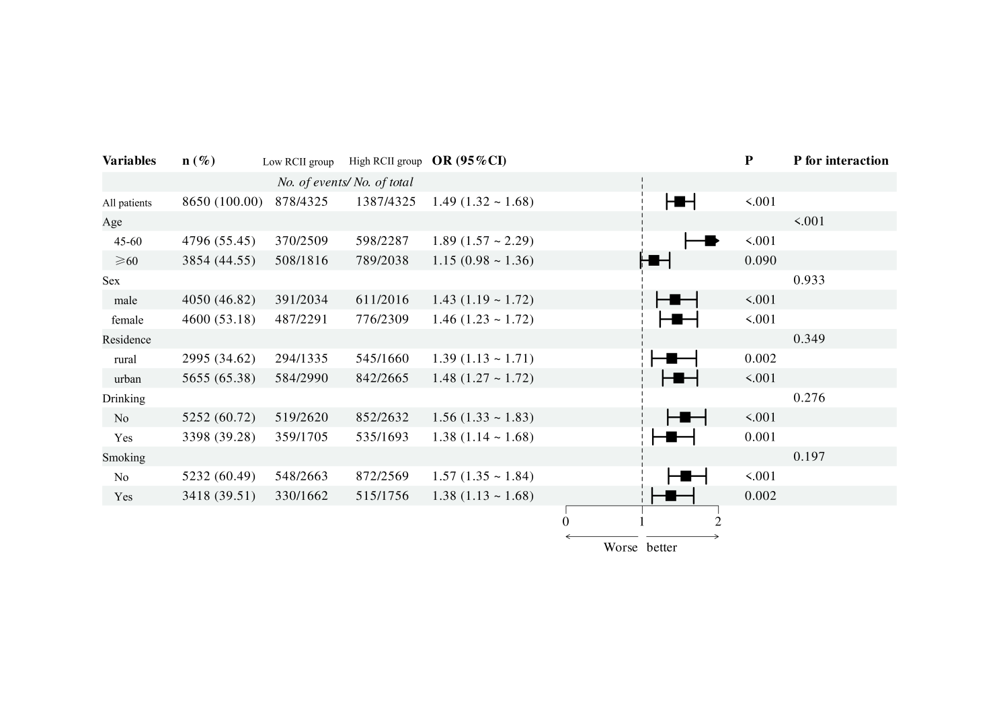 Variables n (%) Low RCII group High RCII group OR (95%CI) P P for interaction
No. of events/ No. of total
All patients 8650 (100.00) 878/4325 1387/4325 1.49 (1.32 ~ 1.68) <.001
Age <.001
45-60 4796 (55.45) 370/2509 598/2287 1.89 (1.57 ~ 2.29) <.001
⩾60 3854 (44.55) 508/1816 789/2038 1.15 (0.98 ~ 1.36) 0.090
Sex 0.933
male 4050 (46.82) 391/2034 611/2016 1.43 (1.19 ~ 1.72) <.001
female 4600 (53.18) 487/2291 776/2309 1.46 (1.23 ~ 1.72) <.001
Residence 0.349
rural 2995 (34.62) 294/1335 545/1660 1.39 (1.13 ~ 1.71) 0.002
urban 5655 (65.38) 584/2990 842/2665 1.48 (1.27 ~ 1.72) <.001
Drinking 0.276
No 5252 (60.72) 519/2620 852/2632 1.56 (1.33 ~ 1.83) <.001
Yes 3398 (39.28) 359/1705 535/1693 1.38 (1.14 ~ 1.68) 0.001
Smoking 0.197
No 5232 (60.49) 548/2663 872/2569 1.57 (1.35 ~ 1.84) <.001
Yes 3418 (39.51) 330/1662 515/1756 1.38 (1.13 ~ 1.68) 0.002
0 1 2
Worse better